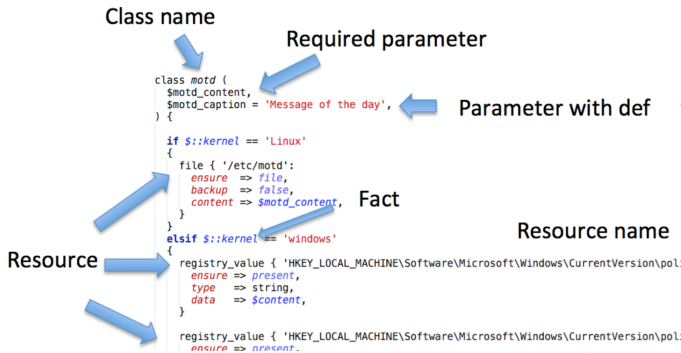 Class name
Required parameter
class motd (
$motd_content,
$motd_caption = 'Message of the day',
Parameter with def
) {
if $::kernel == 'Linux'
{
file { '/etc/motd':
ensure => file,
backup => false,
content => $motd_content,
Fact
}
}
elsif $::kernel == 'windows'
Resource name
{
Resource
registry_value { 'HKEY_LOCAL_MACHINE\Software\Microsoft\Windows\CurrentVersion\poli
ensure => present,
type => string,
data => $content,
}
registry_value { 'HKEY_LOCAL_MACHINE\Software\Microsoft\Windows\CurrentVersion\poli
ensure => present,